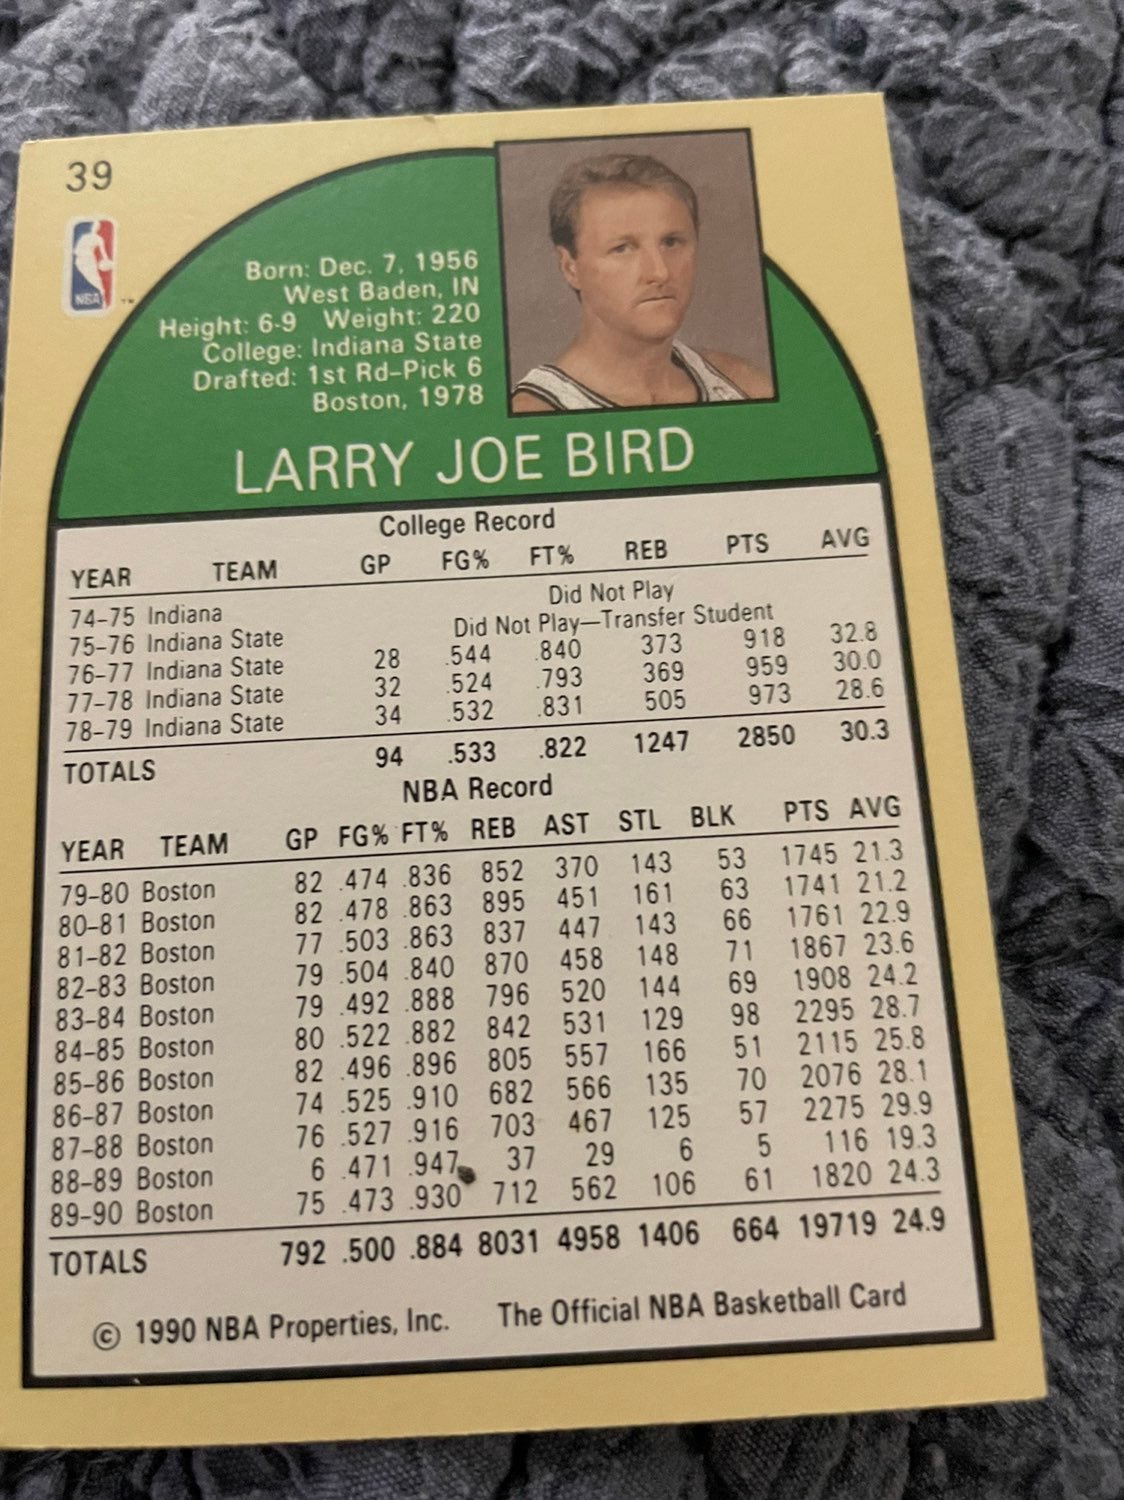 39
NBA
Born: Dec. 7, 1956
West Baden, IN
Height: 6-9 Weight: 220
College: Indiana State
Drafted: 1st Rd-Pick 6
Boston, 1978
LARRY JOE BIRD
College Record
YEAR TEAM GP FG% FT% REB PTS AVG
74-75 Indiana Did Not Play
75-76 Indiana State Did Not Play—Transfer Student
76-77 Indiana State 28 .544 .840 373 918 32.8
77-78 Indiana State 32 .524 .793 369 959 30.0
78-79 Indiana State 34 .532 .831 505 973 28.6
TOTALS 94 .533 .822 1247 2850 30.3
NBA Record
YEAR TEAM GP FG% FT% REB AST STL BLK PTS AVG
79-80 Boston 82 .474 .836 852 370 143 53 1745 21.3
80-81 Boston 82 .478 .863 895 451 161 63 1741 21.2
81-82 Boston 77 .503 .863 837 447 143 66 1761 22.9
82-83 Boston 79 .504 .840 870 458 148 71 1867 23.6
83-84 Boston 79 .492 .888 796 520 144 69 1908 24.2
84-85 Boston 80 .522 .882 842 531 129 98 2295 28.7
85-86 Boston 82 .496 .896 805 557 166 51 2115 25.8
86-87 Boston 74 .525 .910 682 566 135 70 2076 28.1
87-88 Boston 76 .527 .916 703 467 125 57 2275 29.9
88-89 Boston 6 .471 .947 37 29 6 5 116 19.3
89-90 Boston 75 .473 .930 712 562 106 61 1820 24.3
TOTALS 792 .500 .884 8031 4958 1406 664 19719 24.9
© 1990 NBA Properties, Inc. The Official NBA Basketball Card